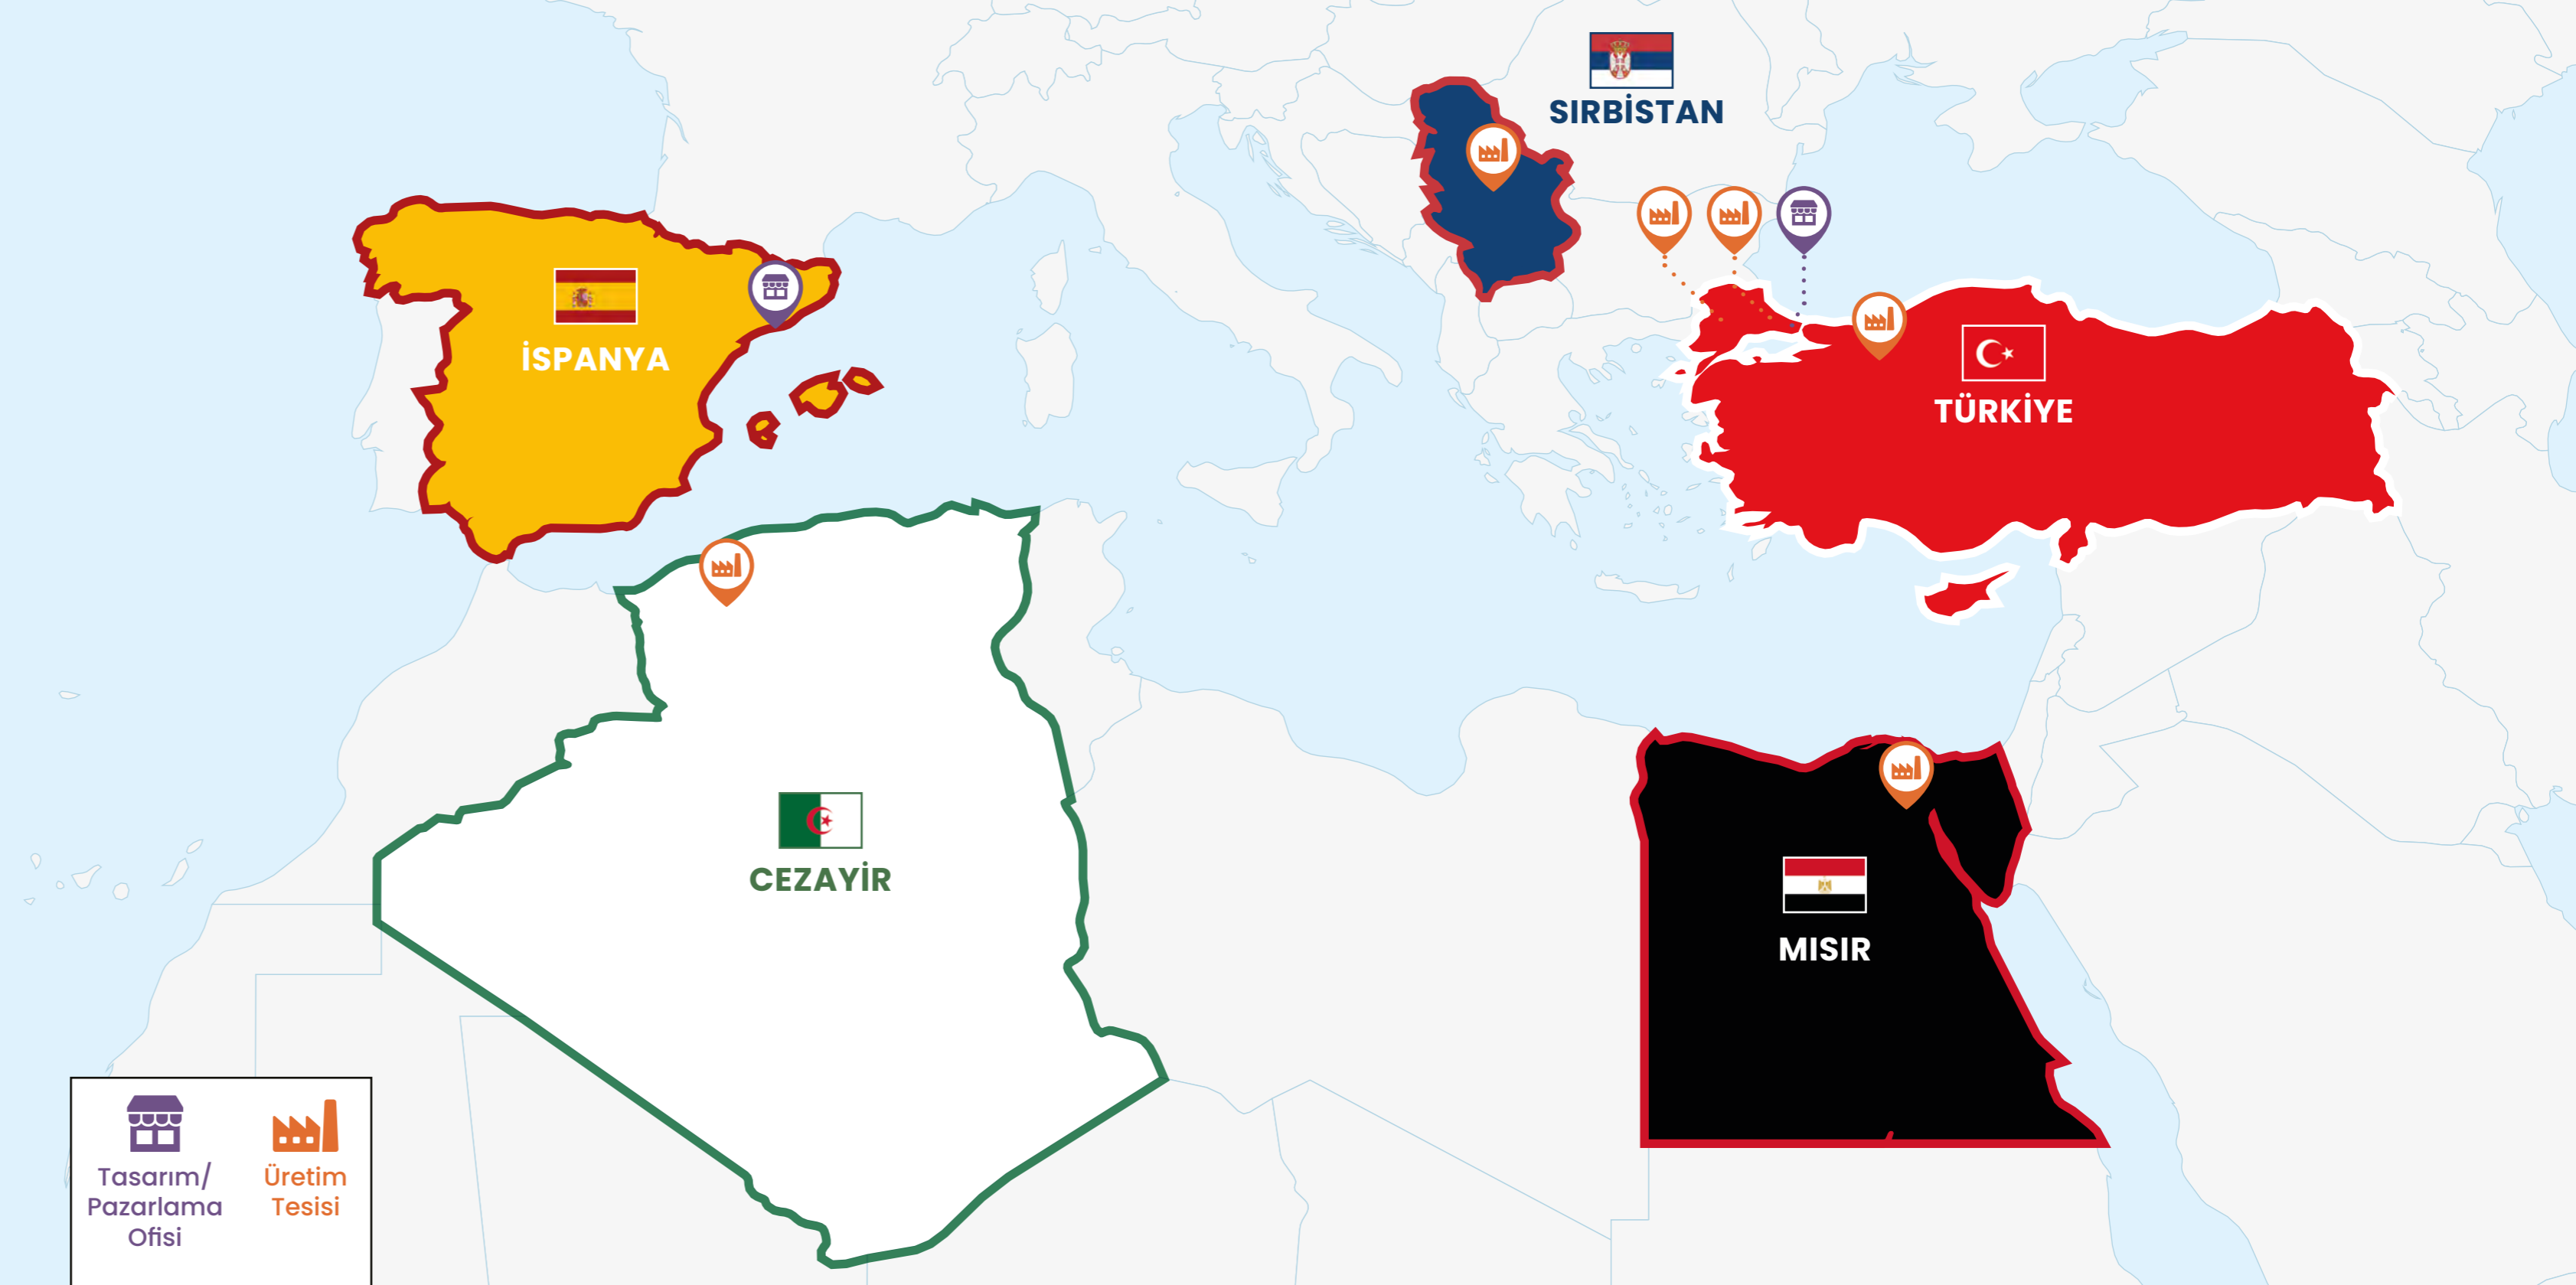 SIRBİSTAN
İSPANYA
TÜRKİYE
CEZAYİR
MISIR
Tasarım/
Pazarlama
Ofisi
Üretim
Tesisi